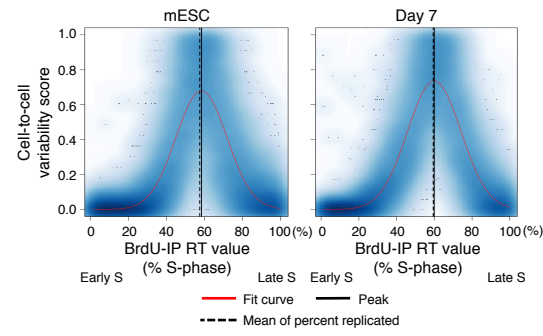 mESC
Day 7
Cell-to-cell
variability score
1.0
0.8
0.6
0.4
0.2
0.0
0 20 40 60 80 100 (%)
0 20 40 60 80 100 (%)
BrdU-IP RT value
(% S-phase)
BrdU-IP RT value
(% S-phase)
Early S
Late S
Early S
Late S
Fit curve
Peak
Mean of percent replicated